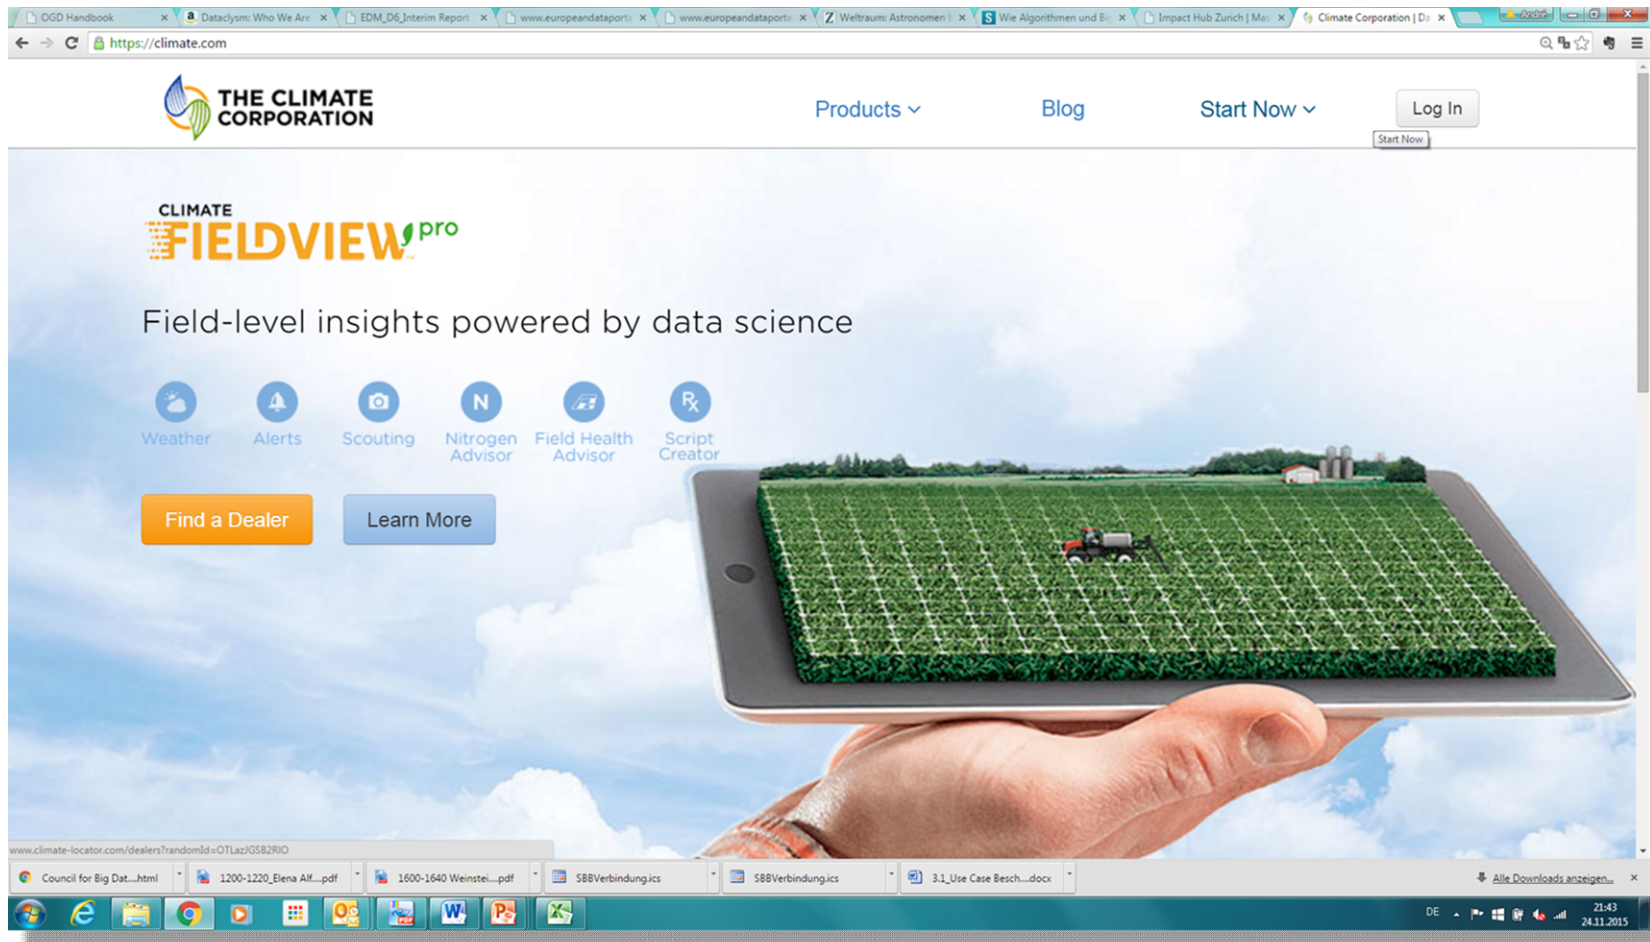 OGD Handbook
Dataclysm: Who We Are
EDM_D6_Interim Report
www.europeandataporta
www.europeandataporta
Weltraum: Astronomen
Wie Algorithmen und Big
Impact Hub Zurich | Mas
Climate Corporation | Da
André
https://climate.com
THE CLIMATE
CORPORATION
Products
Blog
Start Now
Log In
Start Now
CLIMATE
FIELDVIEW pro
Field-level insights powered by data science
N
Rx
Weather
Alerts
Scouting
Nitrogen
Advisor
Field Health
Advisor
Script
Creator
Find a Dealer
Learn More
www.climate-locator.com/dealers?randomId=OTLazJGSB2RIO
Council for Big Dat....html
1200-1220_Elena Alf....pdf
1600-1640 Weinstei....pdf
SBBVerbindung.ics
SBBVerbindung.ics
3.1_Use Case Besch....docx
Alle Downloads anzeigen...
DE
21:43
24.11.2015